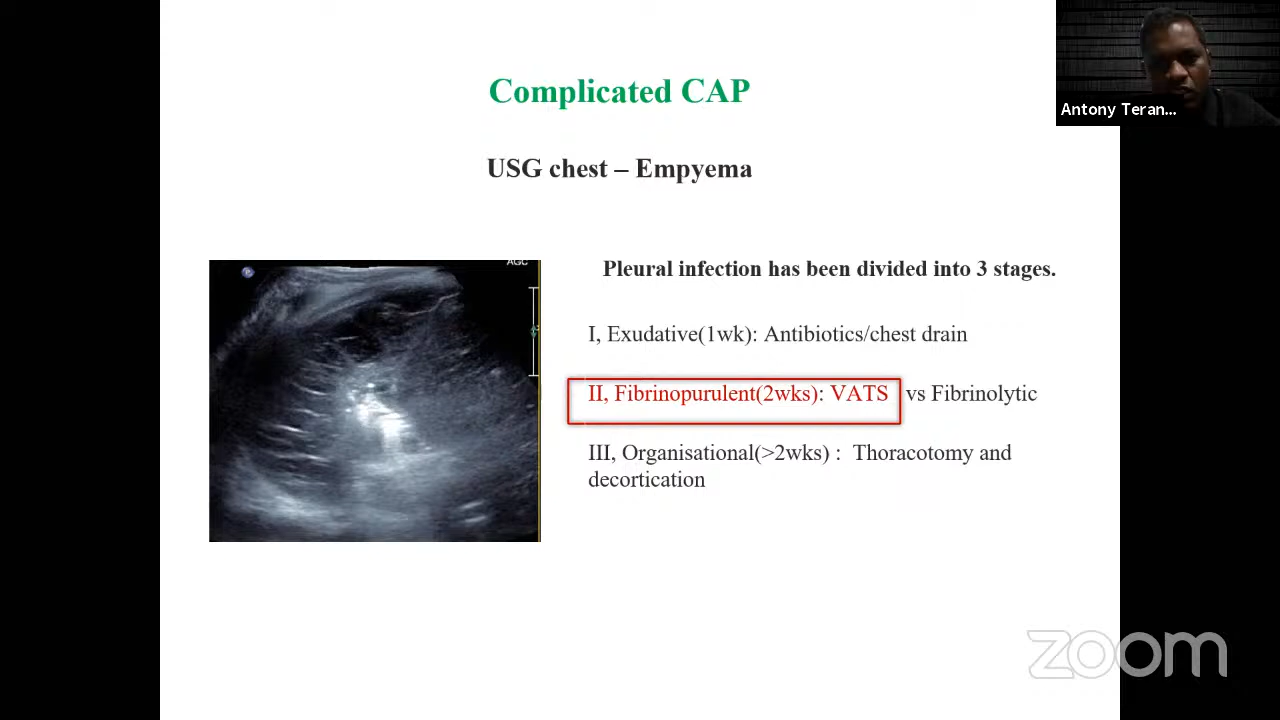 Complicated CAP
Antony Teran...
USG chest – Empyema
AGC
Pleural infection has been divided into 3 stages.
I, Exudative(1wk): Antibiotics/chest drain
II, Fibrinopurulent(2wks): VATS vs Fibrinolytic
III, Organisational(>2wks) : Thoracotomy and
decortication
zoom